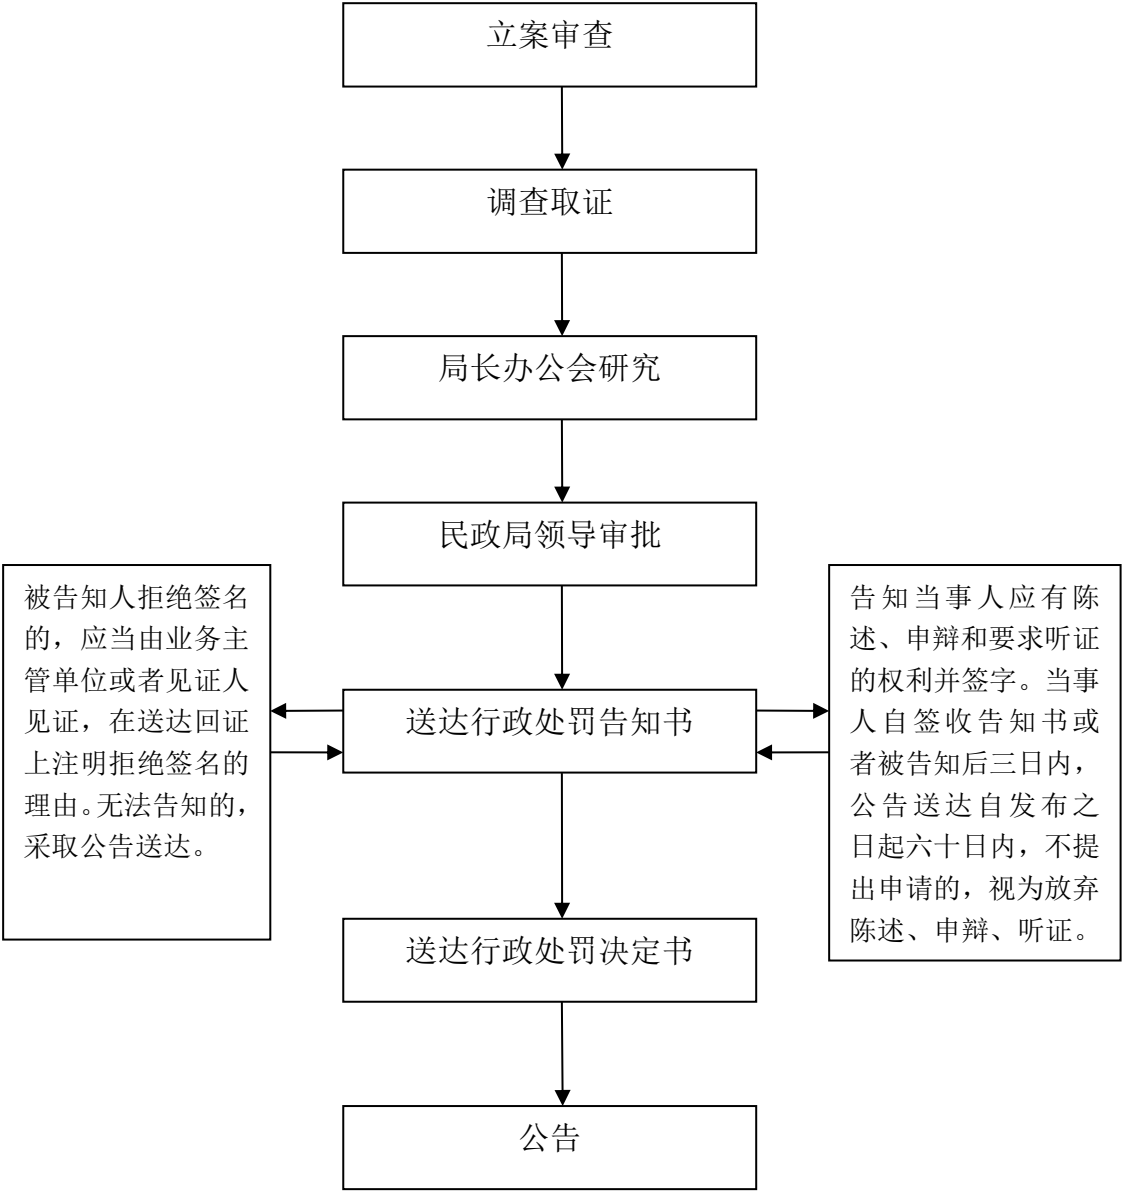 立案审查
调查取证
局长办公会研究
民政局领导审批
被告知人拒绝签名
的，应当由业务主
管单位或者见证人
见证，在送达回证
上注明拒绝签名的
理由。无法告知的，
采取公告送达。
送达行政处罚告知书
告知当事人应有陈
述、申辩和要求听证
的权利并签字。当事
人自签收告知书或
者被告知后三日内，
公告送达自发布之
日起六十日内，不提
出申请的，视为放弃
陈述、申辩、听证。
送达行政处罚决定书
公告